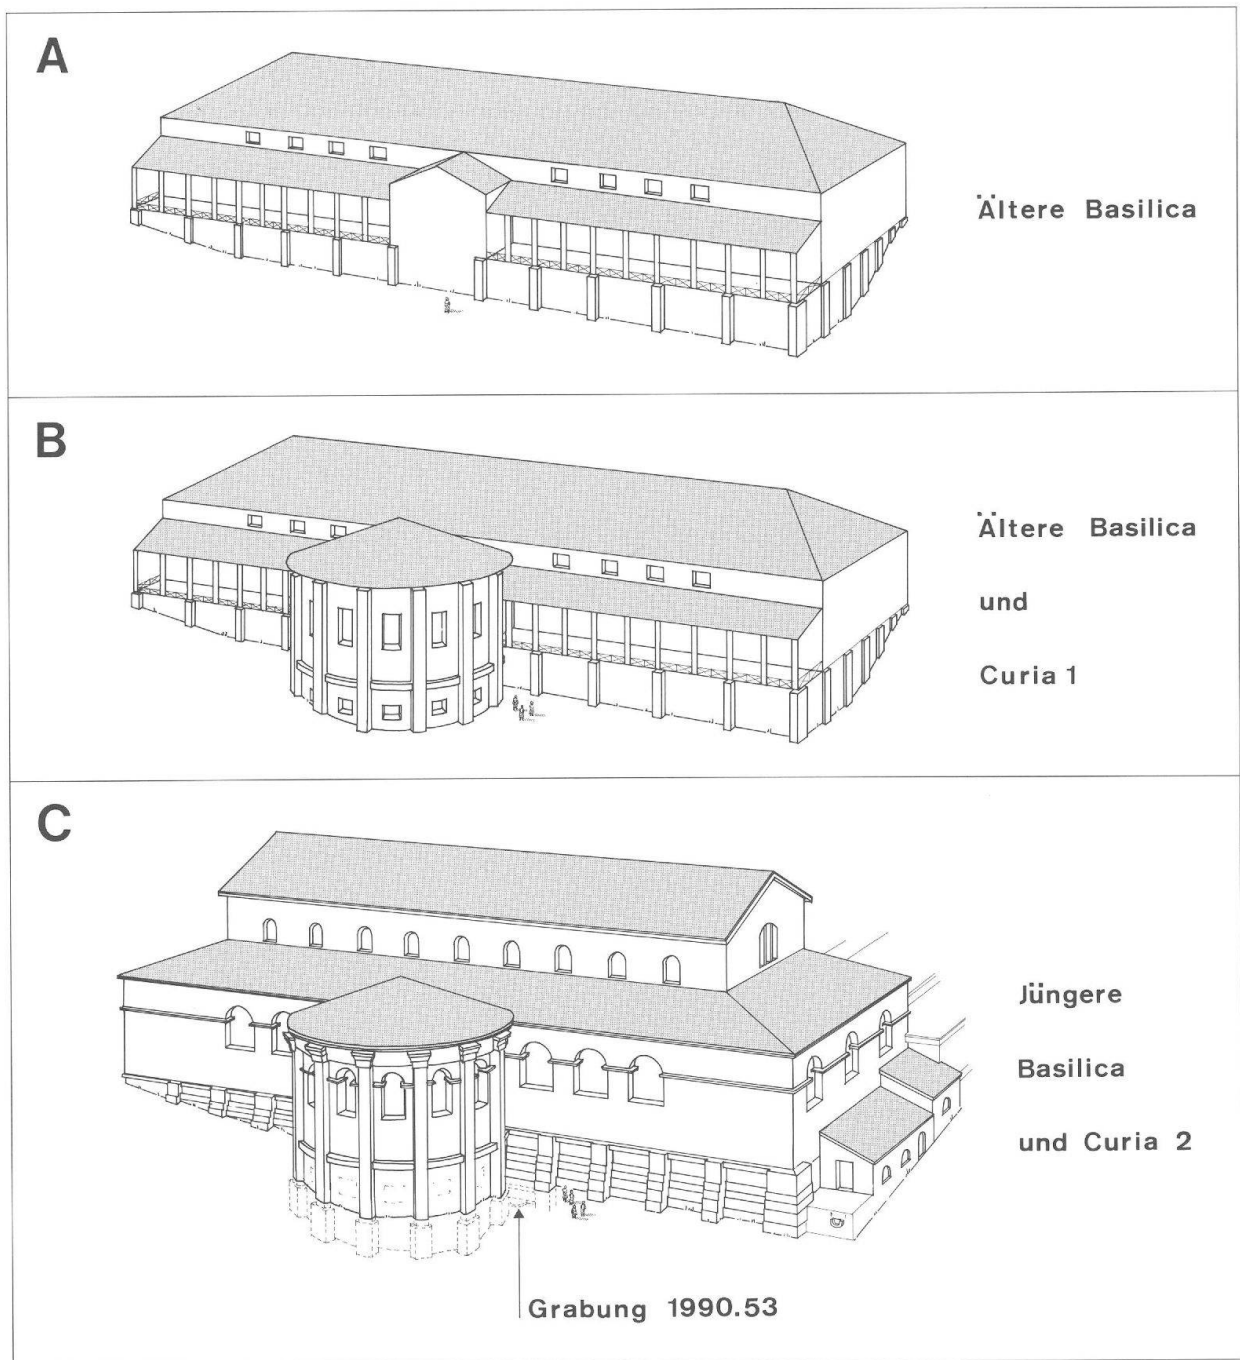 A
Ältere Basilica
B
Ältere Basilica
und
Curia 1
C
Jüngere
Basilica
und Curia 2
Grabung 1990.53